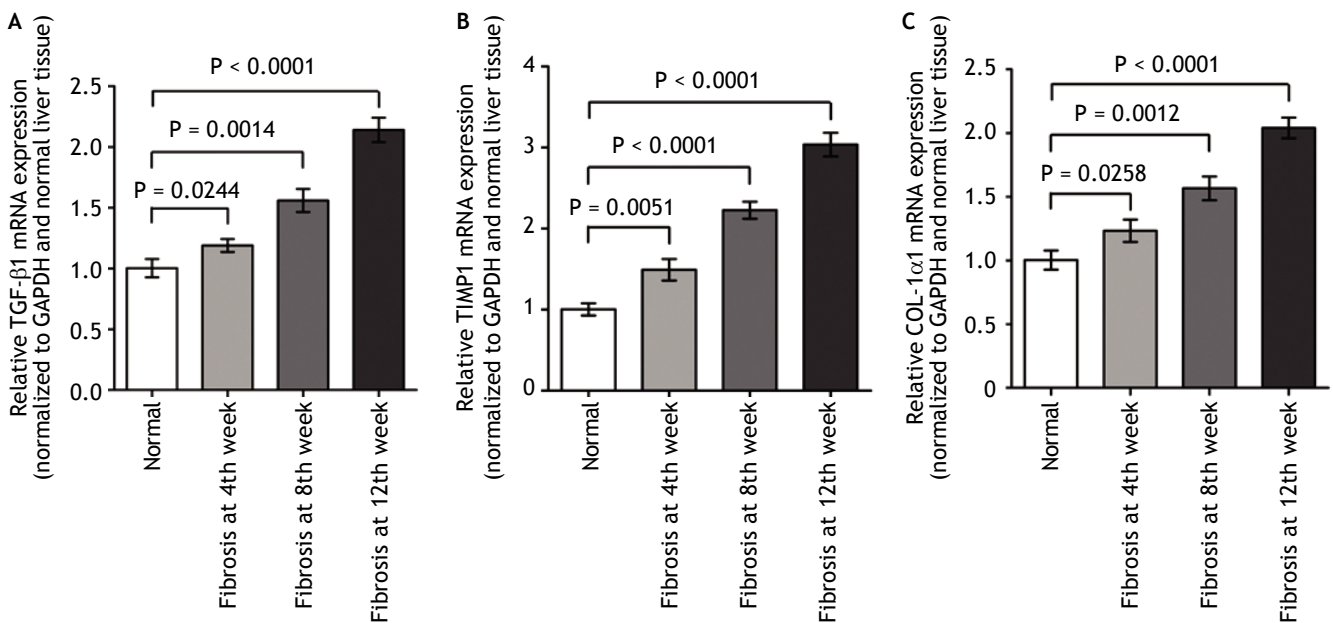 A
Relative TGF-β1 mRNA expression
(normalized to GAPDH and normal liver tissue)
2.5
2.0
1.5
1.0
0.5
0.0
P < 0.0001
P = 0.0014
P = 0.0244
Normal
Fibrosis at 4th week
Fibrosis at 8th week
Fibrosis at 12th week
B
Relative TIMP1 mRNA expression
(normalized to GAPDH and normal liver tissue)
4
3
2
1
0
P < 0.0001
P < 0.0001
P = 0.0051
Normal
Fibrosis at 4th week
Fibrosis at 8th week
Fibrosis at 12th week
C
Relative COL-1α1 mRNA expression
(normalized to GAPDH and normal liver tissue)
2.5
2.0
1.5
1.0
0.5
0
P < 0.0001
P = 0.0012
P = 0.0258
Normal
Fibrosis at 4th week
Fibrosis at 8th week
Fibrosis at 12th week